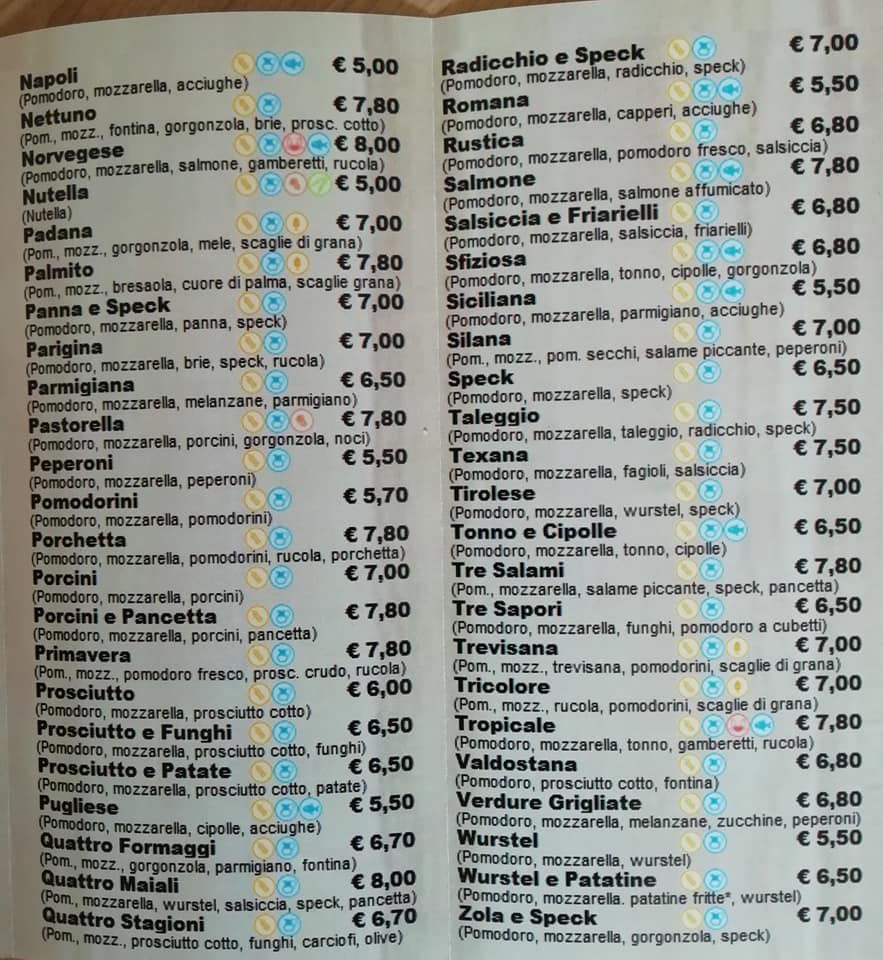 Napoli € 5,00
(Pomodoro, mozzarella, acciughe)
Nettuno € 7,80
(Pom., mozz., fontina, gorgonzola, brie, prosc. cotto)
Norvegese € 8,00
(Pomodoro, mozzarella, salmone, gamberetti, rucola)
Nutella € 5,00
(Nutella)
Padana € 7,00
(Pom., mozz., gorgonzola, mele, scaglie di grana)
Palmito € 7,80
(Pom., mozz., bresaola, cuore di palma, scaglie grana)
Panna e Speck € 7,00
(Pomodoro, mozzarella, panna, speck)
Parigina € 7,00
(Pomodoro, mozzarella, brie, speck, rucola)
Parmigiana € 6,50
(Pomodoro, mozzarella, melanzane, parmigiano)
Pastorella € 7,80
(Pomodoro, mozzarella, porcini, gorgonzola, noci)
Peperoni € 5,50
(Pomodoro, mozzarella, peperoni)
Pomodorini € 5,70
(Pomodoro, mozzarella, pomodorini)
Porchetta € 7,80
(Pomodoro, mozzarella, pomodorini, rucola, porchetta)
Porcini € 7,00
(Pomodoro, mozzarella, porcini)
Porcini e Pancetta € 7,80
(Pomodoro, mozzarella, porcini, pancetta)
Primavera € 7,80
(Pom., mozz., pomodoro fresco, prosc. crudo, rucola)
Prosciutto € 6,00
(Pomodoro, mozzarella, prosciutto cotto)
Prosciutto e Funghi € 6,50
(Pomodoro, mozzarella, prosciutto cotto, funghi)
Prosciutto e Patate € 6,50
(Pomodoro, mozzarella, prosciutto cotto, patate)
Pugliese € 5,50
(Pomodoro, mozzarella, cipolle, acciughe)
Quattro Formaggi € 6,70
(Pom., mozz., gorgonzola, parmigiano, fontina)
Quattro Maiali € 8,00
(Pom., mozzarella, wurstel, salsiccia, speck, pancetta)
Quattro Stagioni € 6,70
(Pom., mozz., prosciutto cotto, funghi, carciofi, olive)
Radicchio e Speck € 7,00
(Pomodoro, mozzarella, radicchio, speck)
Romana € 5,50
(Pomodoro, mozzarella, capperi, acciughe)
Rustica € 6,80
(Pomodoro, mozzarella, pomodoro fresco, salsiccia)
Salmone € 7,80
(Pomodoro, mozzarella, salmone affumicato)
Salsiccia e Friarielli € 6,80
(Pomodoro, mozzarella, salsiccia, friarielli)
Sfiziosa € 6,80
(Pomodoro, mozzarella, tonno, cipolle, gorgonzola)
Siciliana € 5,50
(Pomodoro, mozzarella, parmigiano, acciughe)
Silana € 7,00
(Pom., mozz., pom. secchi, salame piccante, peperoni)
Speck € 6,50
(Pomodoro, mozzarella, speck)
Taleggio € 7,50
(Pomodoro, mozzarella, taleggio, radicchio, speck)
Texana € 7,50
(Pomodoro, mozzarella, fagioli, salsiccia)
Tirolese € 7,00
(Pomodoro, mozzarella, wurstel, speck)
Tonno e Cipolle € 6,50
(Pomodoro, mozzarella, tonno, cipolle)
Tre Salami € 7,80
(Pom., mozzarella, salame piccante, speck, pancetta)
Tre Sapori € 6,50
(Pomodoro, mozzarella, funghi, pomodoro a cubetti)
Trevisana € 7,00
(Pom., mozz., trevisana, pomodorini, scaglie di grana)
Tricolore € 7,00
(Pom., mozz., rucola, pomodorini, scaglie di grana)
Tropicale € 7,80
(Pomodoro, mozzarella, tonno, gamberetti, rucola)
Valdostana € 6,80
(Pomodoro, prosciutto cotto, fontina)
Verdure Grigliate € 6,80
(Pomodoro, mozzarella, melanzane, zucchine, peperoni)
Wurstel € 5,50
(Pomodoro, mozzarella, wurstel)
Wurstel e Patatine € 6,50
(Pomodoro, mozzarella. patatine fritte*, wurstel)
Zola e Speck € 7,00
(Pomodoro, mozzarella, gorgonzola, speck)